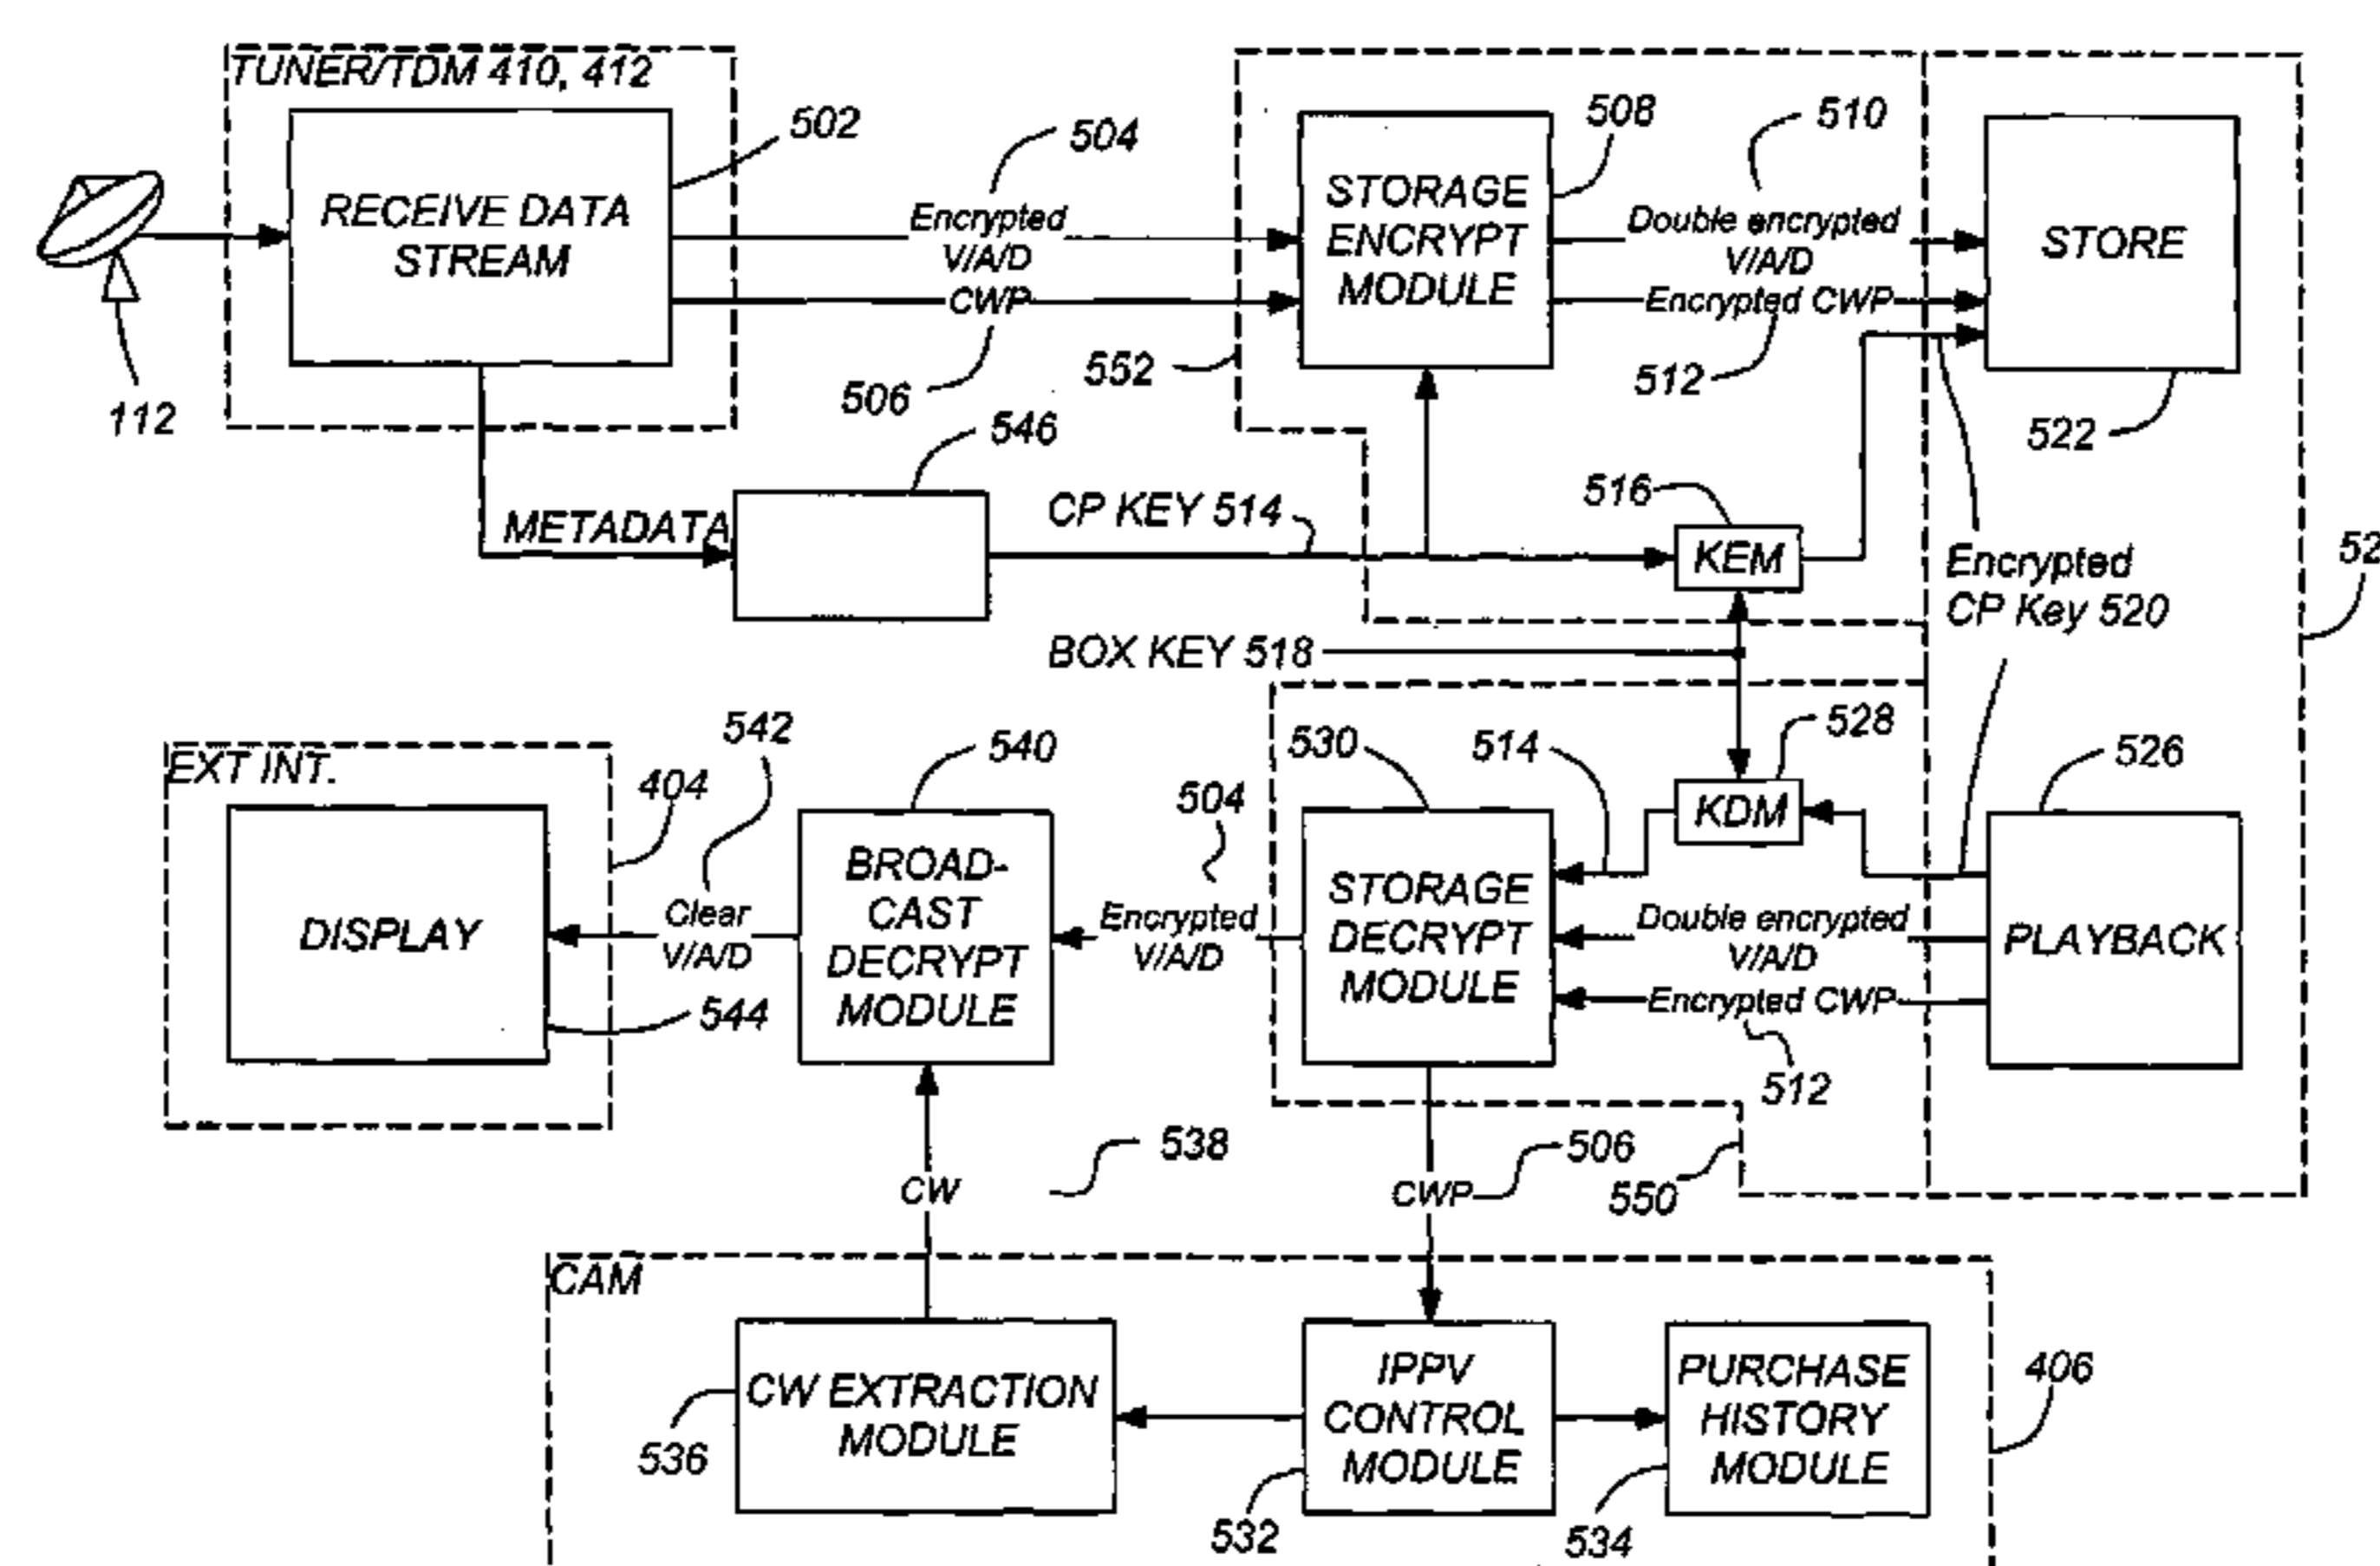 TUNER/TDM 410, 412
502
RECEIVE DATA
STREAM
112
504
Encrypted
V/A/D
CWP
506
552
508
STORAGE
ENCRYPT
MODULE
510
Double encrypted
V/A/D
Encrypted CWP
512
STORE
522
546
METADATA
CP KEY 514
516
KEM
Encrypted
CP Key 520
52
BOX KEY 518
EXT INT.
404
DISPLAY
544
542
Clear
V/A/D
540
BROAD-
CAST
DECRYPT
MODULE
504
Encrypted
V/A/D
530
514
528
KDM
STORAGE
DECRYPT
MODULE
Double encrypted
V/A/D
Encrypted CWP
512
526
PLAYBACK
538
CW
506
CWP
550
CAM
CW EXTRACTION
MODULE
536
IPPV
CONTROL
MODULE
532
PURCHASE
HISTORY
MODULE
534
406